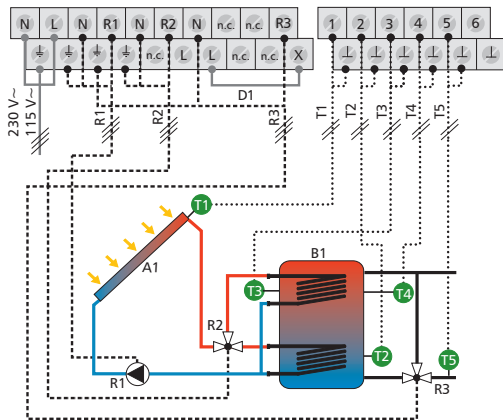 N L N R1 N R2 N n.c. n.c. R3
n.c. L L n.c. n.c. X
1 2 3 4 5 6
230 V~
115 V~
R1
R2
D1
R3
T1
T2
T3
T4
T5
T1
A1
B1
T3
T4
R2
T2
T5
R1
R3